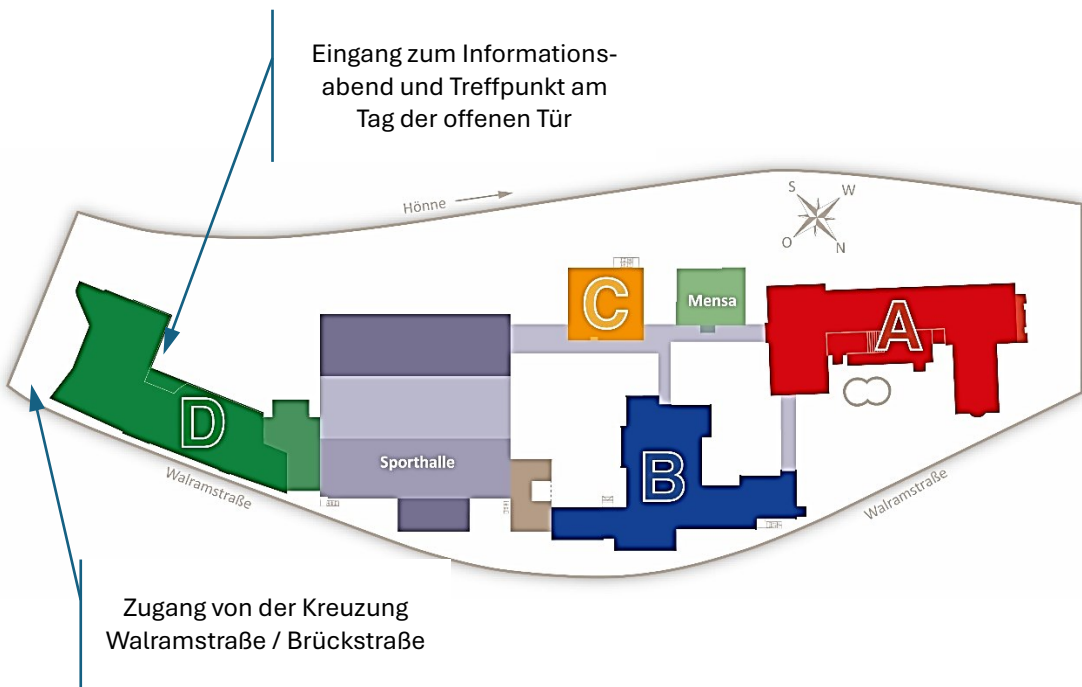 Eingang zum Informations-
abend und Treffpunkt am
Tag der offenen Tür
Hönne
S
W
O
N
C
Mensa
A
D
Sporthalle
B
Walramstraße
Walramstraße
Zugang von der Kreuzung
Walramstraße / Brückstraße